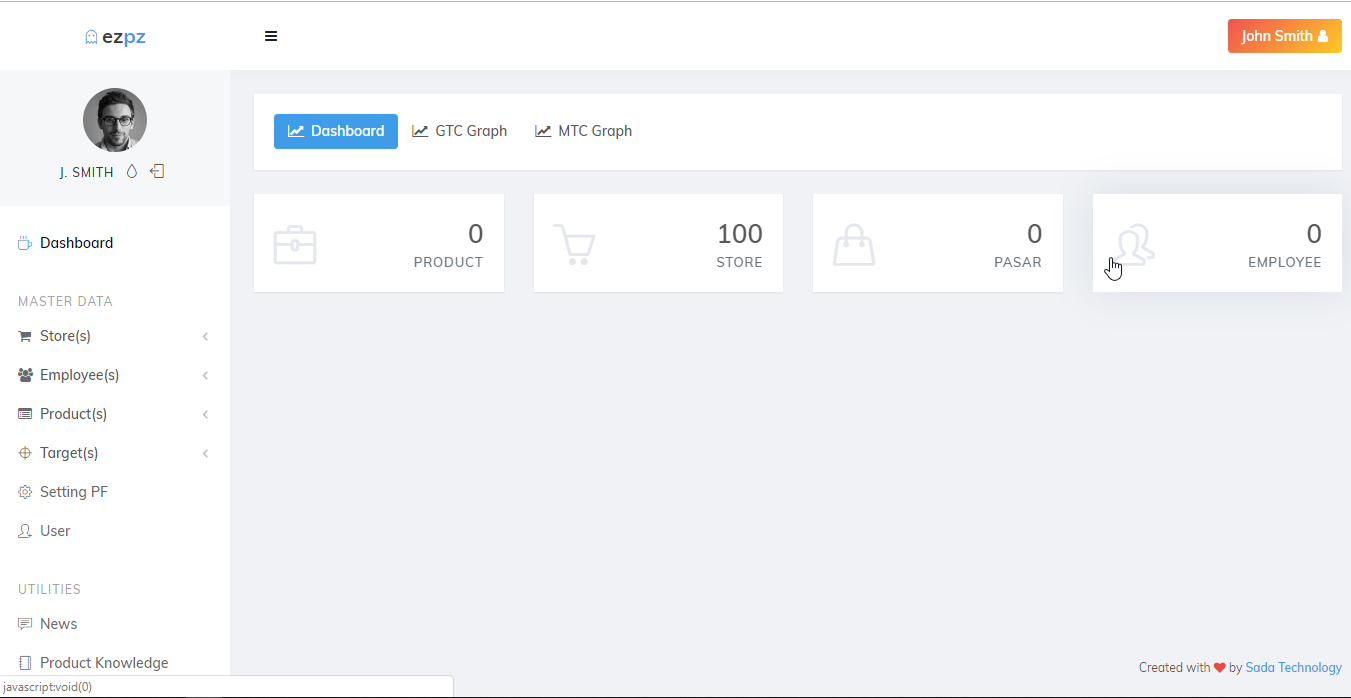 ezpz
John Smith
J. SMITH
Dashboard
MASTER DATA
Store(s)
Employee(s)
Product(s)
Target(s)
Setting PF
User
UTILITIES
News
Product Knowledge
javascript:void(0)
Dashboard GTC Graph MTC Graph
0
PRODUCT
100
STORE
0
PASAR
0
EMPLOYEE
Created with ❤ by Sada Technology